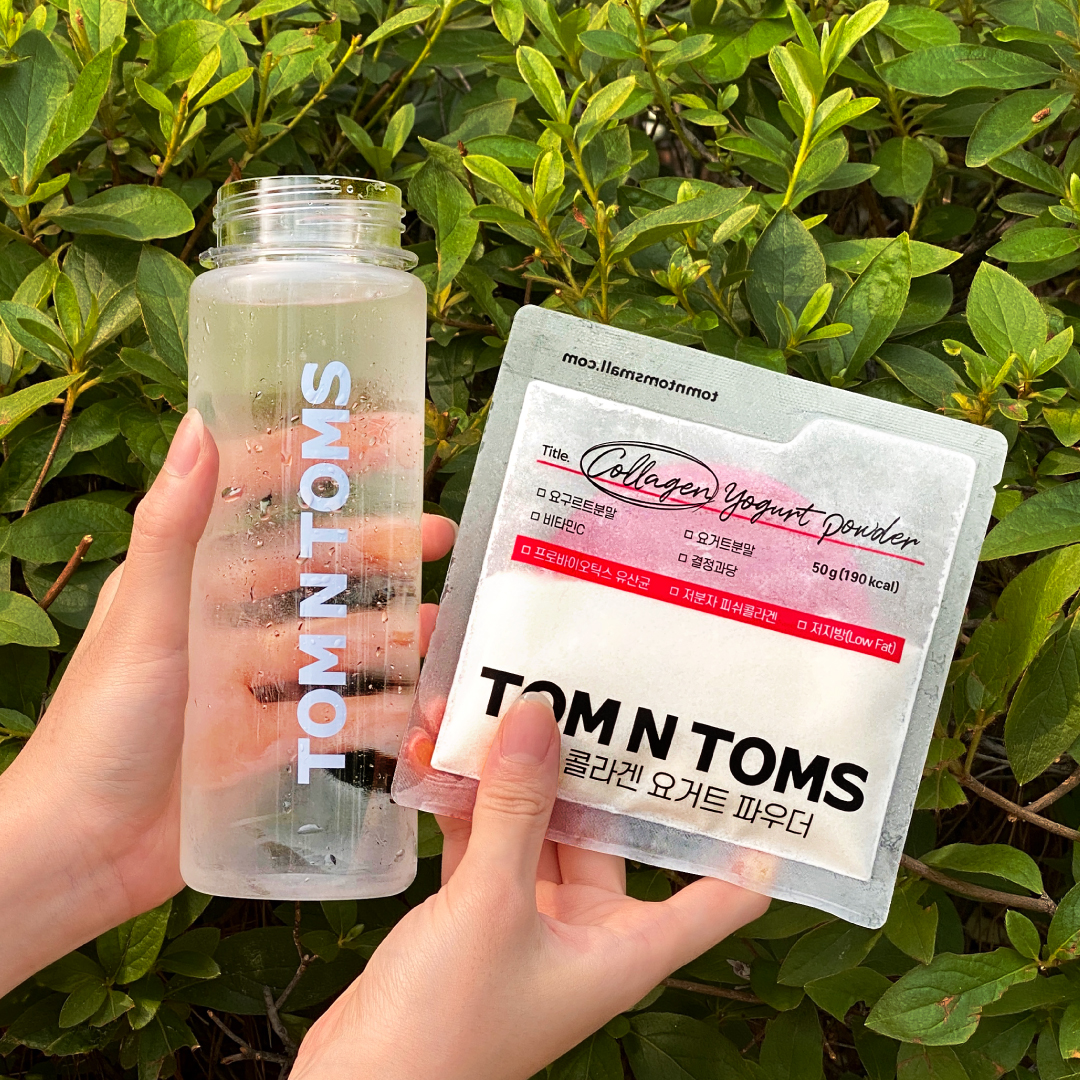 TOM N TOMS
tomntomsmall.com
Title. Collagen Yogurt Powder
□ 요구르트분말 □ 요거트분말
□ 비타민C □ 결정과당 50g(190kcal)
□ 프로바이오틱스 유산균 □ 저분자 피쉬콜라겐 □ 저지방(Low Fat)
TOM N TOMS
콜라겐 요거트 파우더